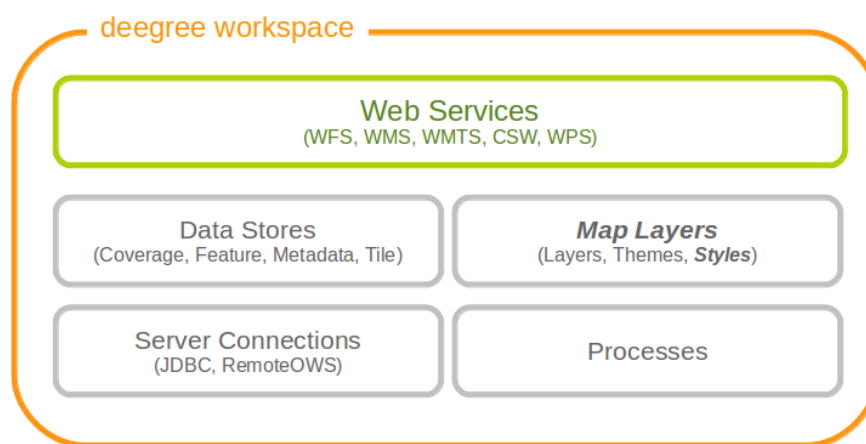 deegree workspace
Web Services
(WFS, WMS, WMTS, CSW, WPS)
Data Stores
(Coverage, Feature, Metadata, Tile)
Map Layers
(Layers, Themes, Styles)
Server Connections
(JDBC, RemoteOWS)
Processes